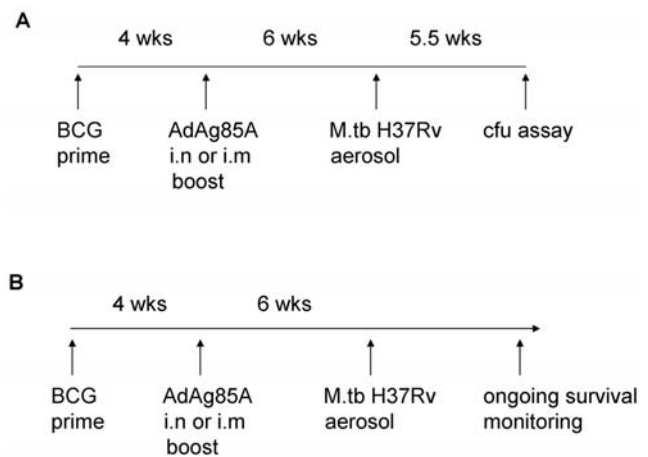 A
4 wks 6 wks 5.5 wks
BCG AdAg85A M.tb H37Rv cfu assay
prime i.n or i.m aerosol
boost
B
4 wks 6 wks
BCG AdAg85A M.tb H37Rv ongoing survival
prime i.n or i.m aerosol monitoring
boost